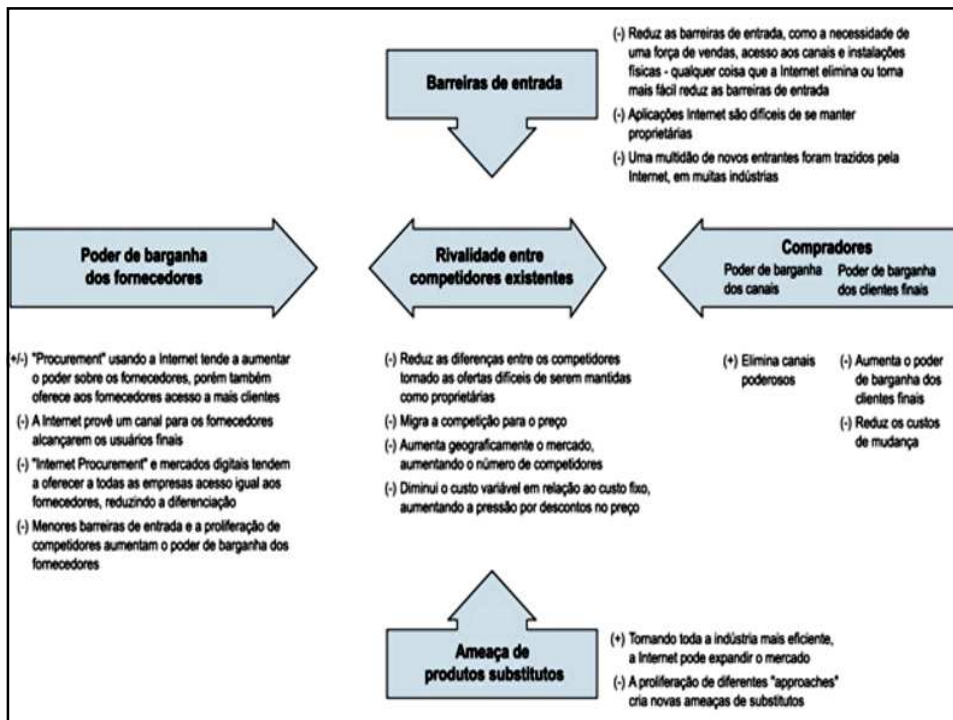 Barreiras de entrada
(-) Reduz as barreiras de entrada, como a necessidade de
uma força de vendas, acesso aos canais e instalações
físicas - qualquer coisa que a Internet elimina ou torna
mais fácil reduz as barreiras de entrada
(-) Aplicações Internet são difíceis de se manter
proprietárias
(-) Uma multidão de novos entrantes foram trazidos pela
Internet, em muitas indústrias
Poder de barganha
dos fornecedores
(+/-) "Procurement" usando a Internet tende a aumentar
o poder sobre os fornecedores, porém também
oferece aos fornecedores acesso a mais clientes
(-) A Internet provê um canal para os fornecedores
alcançarem os usuários finais
(-) "Internet Procurement" e mercados digitais tendem
a oferecer a todas as empresas acesso igual aos
fornecedores, reduzindo a diferenciação
(-) Menores barreiras de entrada e a proliferação de
competidores aumentam o poder de barganha dos
fornecedores
Rivalidade entre
competidores existentes
(-) Reduz as diferenças entre os competidores
tornado as ofertas difíceis de serem mantidas
como proprietárias
(-) Migra a competição para o preço
(-) Aumenta geograficamente o mercado,
aumentando o número de competidores
(-) Diminui o custo variável em relação ao custo fixo,
aumentando a pressão por descontos no preço
Compradores
Poder de barganha
dos canais
Poder de barganha
dos clientes finais
(+) Elimina canais
poderosos
(-) Aumenta o poder
de barganha dos
clientes finais
(-) Reduz os custos
de mudança
Ameaça de
produtos substitutos
(+) Tornando toda a indústria mais eficiente,
a Internet pode expandir o mercado
(-) A proliferação de diferentes "approaches"
cria novas ameaças de substitutos